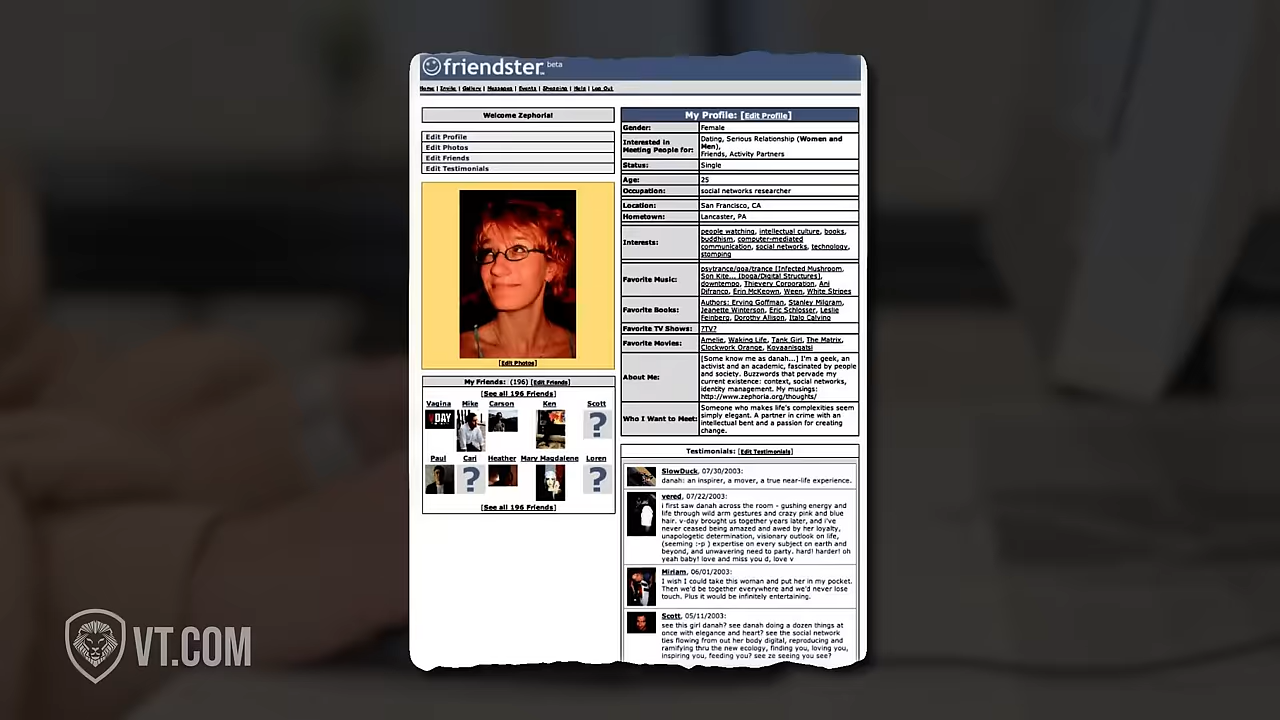 friendster beta
Home | Invite | Gallery | Messages | Events | Shopping | Help | Log Out
Welcome Zephoria!
Edit Profile
Edit Photos
Edit Friends
Edit Testimonials
[Edit Photos]
My Friends: (196) [Edit Friends]
[See all 196 Friends]
Vagina Mike Carson Ken Scott
VDAY
? 
Paul Cari Heather Mary Magdalene Loren
? ?
[See all 196 Friends]
My Profile: [Edit Profile]
Gender: Female
Interested in Meeting People for: Dating, Serious Relationship (Women and
Men),
Friends, Activity Partners
Status: Single
Age: 25
Occupation: social networks researcher
Location: San Francisco, CA
Hometown: Lancaster, PA
Interests: people watching, intellectual culture, books,
buddhism, computer-mediated
communication, social networks, technology,
stomping
Favorite Music: psytrance/goa/trance [Infected Mushroom,
Son Kite... Iboga/Digital Structures],
downtempo, Thievery Corporation, Ani
Difranco, Erin McKeown, Ween, White Stripes
Favorite Books: Authors: Erving Goffman, Stanley Milgram,
Jeanette Winterson, Eric Schlosser, Leslie
Feinberg, Dorothy Allison, Italo Calvino
Favorite TV Shows: ?TV?
Favorite Movies: Amelie, Waking Life, Tank Girl, The Matrix,
Clockwork Orange, Koyaanisqatsi
About Me: [Some know me as danah...] I'm a geek, an
activist and an academic, fascinated by people
and society. Buzzwords that pervade my
current existence: context, social networks,
identity management. My musings:
http://www.zephoria.org/thoughts/
Who I Want to Meet: Someone who makes life's complexities seem
simply elegant. A partner in crime with an
intellectual bent and a passion for creating
change.
Testimonials: [Edit Testimonials]
SlowDuck, 07/30/2003:
danah: an inspirer, a mover, a true near-life experience.
vered, 07/22/2003:
i first saw danah across the room - gushing energy and
life through wild arm gestures and crazy pink and blue
hair. v-day brought us together years later, and i've
never ceased being amazed and awed by her loyalty,
unapologetic determination, visionary outlook on life,
(seeming :-p ) expertise on every subject on earth and
beyond, and unwavering need to party. hard! harder! oh
yeah baby! love and miss you d, love v
Miriam, 06/01/2003:
I wish I could take this woman and put her in my pocket.
Then we'd be together everywhere and we'd never lose
touch. Plus it would be infinitely entertaining.
Scott, 05/11/2003:
see this girl danah? see danah doing a dozen things at
once with elegance and heart? see the social network
ties flowing from out her body digital, reproducing and
ramifying thru the new ecology, finding you, loving you,
inspiring you, feeding you? see ze seeing you see?
VT.COM